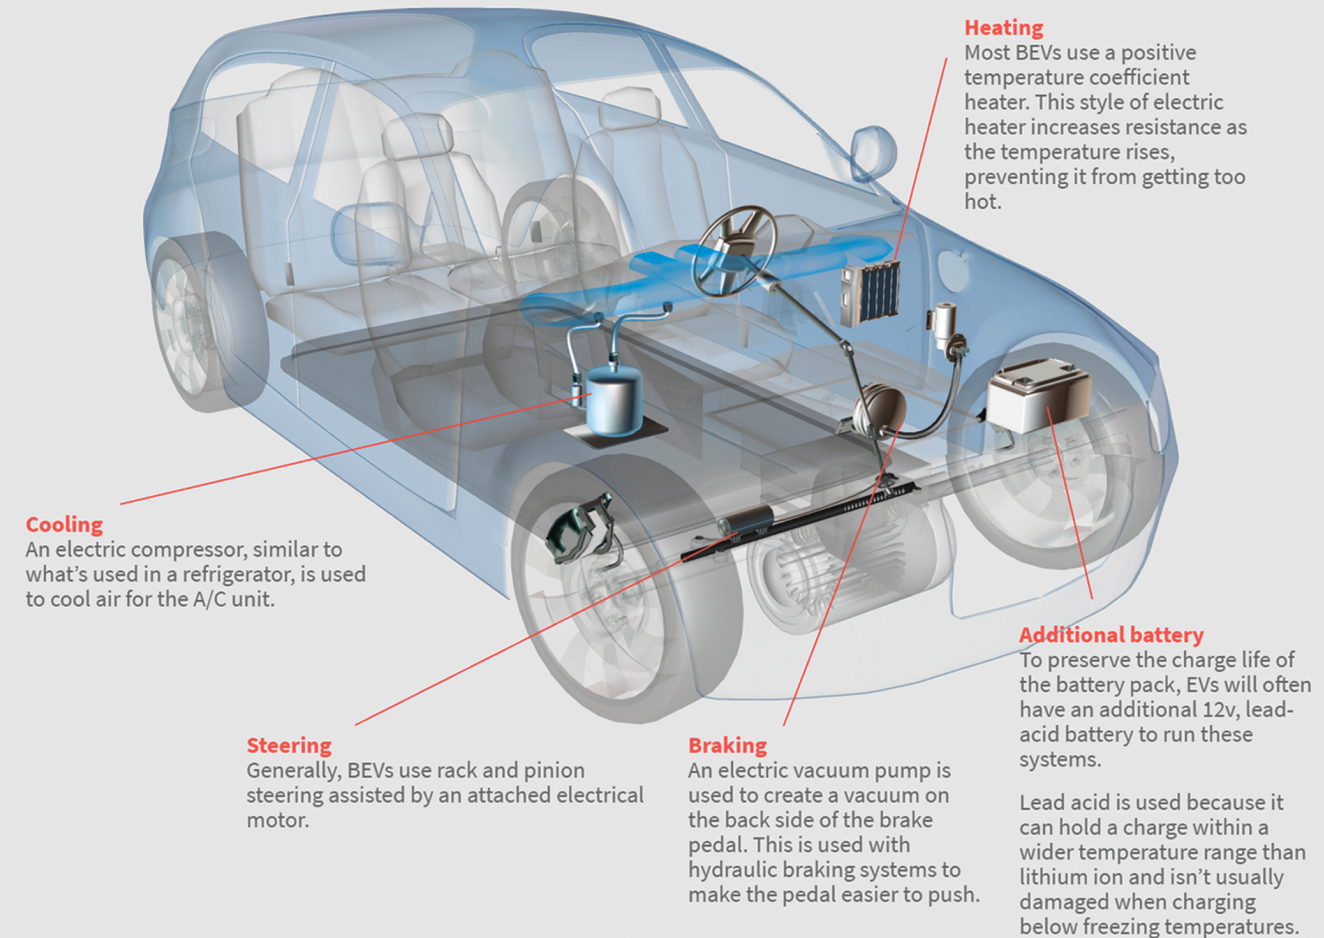 Heating
Most BEVs use a positive
temperature coefficient
heater. This style of electric
heater increases resistance as
the temperature rises,
preventing it from getting too
hot.
Cooling
An electric compressor, similar to
what's used in a refrigerator, is used
to cool air for the A/C unit.
Steering
Generally, BEVs use rack and pinion
steering assisted by an attached electrical
motor.
Braking
An electric vacuum pump is
used to create a vacuum on
the back side of the brake
pedal. This is used with
hydraulic braking systems to
make the pedal easier to push.
Additional battery
To preserve the charge life of
the battery pack, EVs will often
have an additional 12v, lead-
acid battery to run these
systems.
Lead acid is used because it
can hold a charge within a
wider temperature range than
lithium ion and isn't usually
damaged when charging
below freezing temperatures.